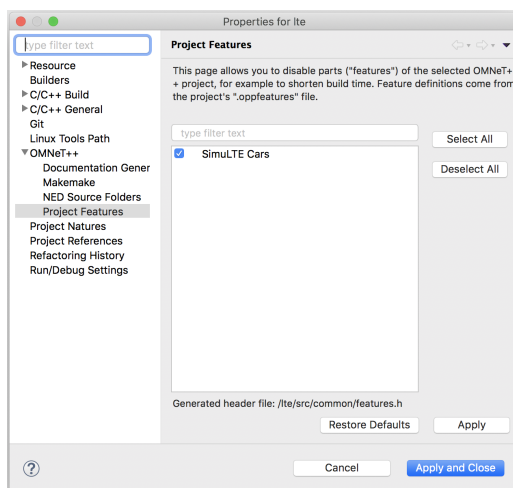 Properties for lte
type filter text
Project Features
Resource
Builders
C/C++ Build
C/C++ General
Git
Linux Tools Path
OMNeT++
Documentation Gener
Makemake
NED Source Folders
Project Features
Project Natures
Project References
Refactoring History
Run/Debug Settings
This page allows you to disable parts ("features") of the selected OMNeT+
+ project, for example to shorten build time. Feature definitions come from
the project's ".oppfeatures" file.
type filter text
SimuLTE Cars
Select All
Deselect All
Generated header file: /lte/src/common/features.h
Restore Defaults
Apply
?
Cancel
Apply and Close